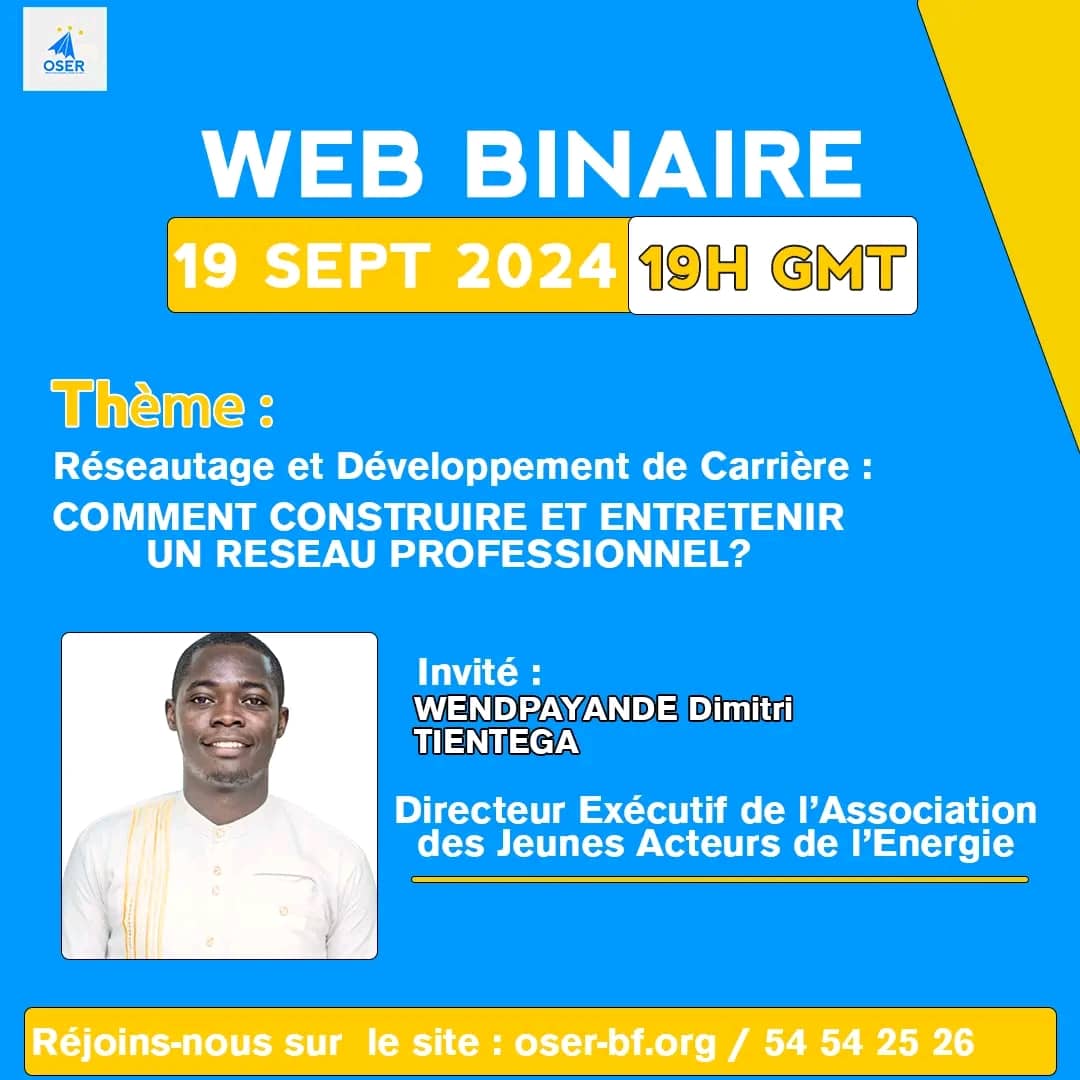 OSER
WEB BINAIRE
19 SEPT 2024 19H GMT
Thème :
Réseautage et Développement de Carrière :
COMMENT CONSTRUIRE ET ENTRETENIR
UN RESEAU PROFESSIONNEL?
Invité :
WENDPAYANDE Dimitri
TIENTEGA
Directeur Exécutif de l'Association
des Jeunes Acteurs de l'Energie
Réjoins-nous sur le site : oser-bf.org / 54 54 25 26